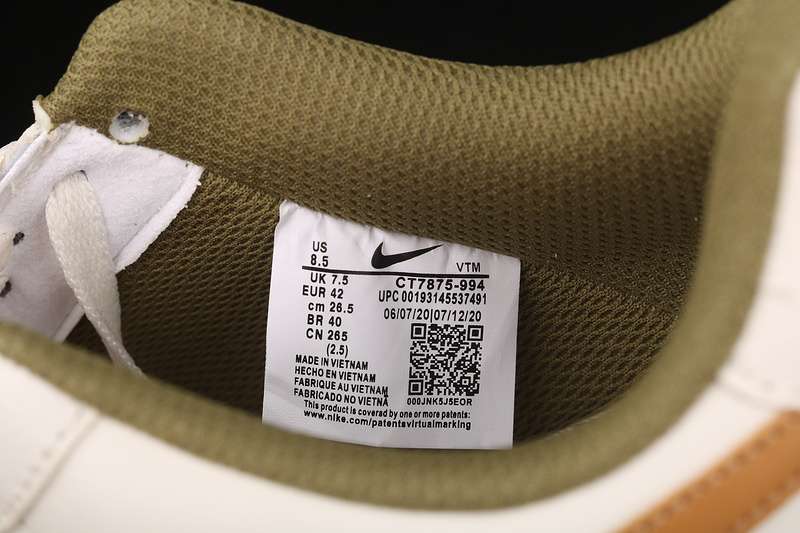 US
8.5
VTM
UK 7.5
CT7875-994
EUR 42
UPC 00193145537491
cm 26.5
06/07/20|07/12/20
BR 40
CN 265
(2.5)
MADE IN VIETNAM
HECHO EN VIETNAM
FABRIQUE AU VIETNAM
FABRICADO NO VIETNÃ
000JNK5J5EOR
This product is covered by one or more patents:
www.nike.com/patentsvirtualmarking